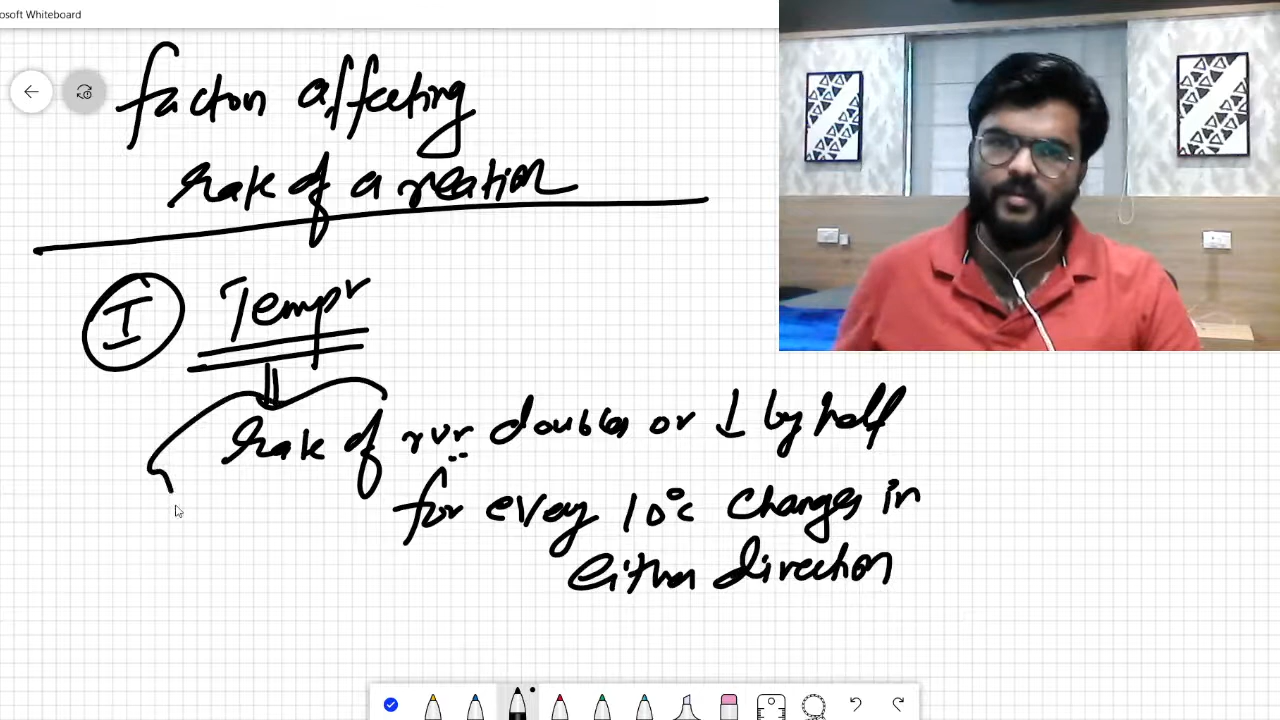 osoft Whiteboard
factors affecting
rate of a reaction
I Tempr
Rate of rxn doubles or ↓ by half
for every 10°C changes in
either direction